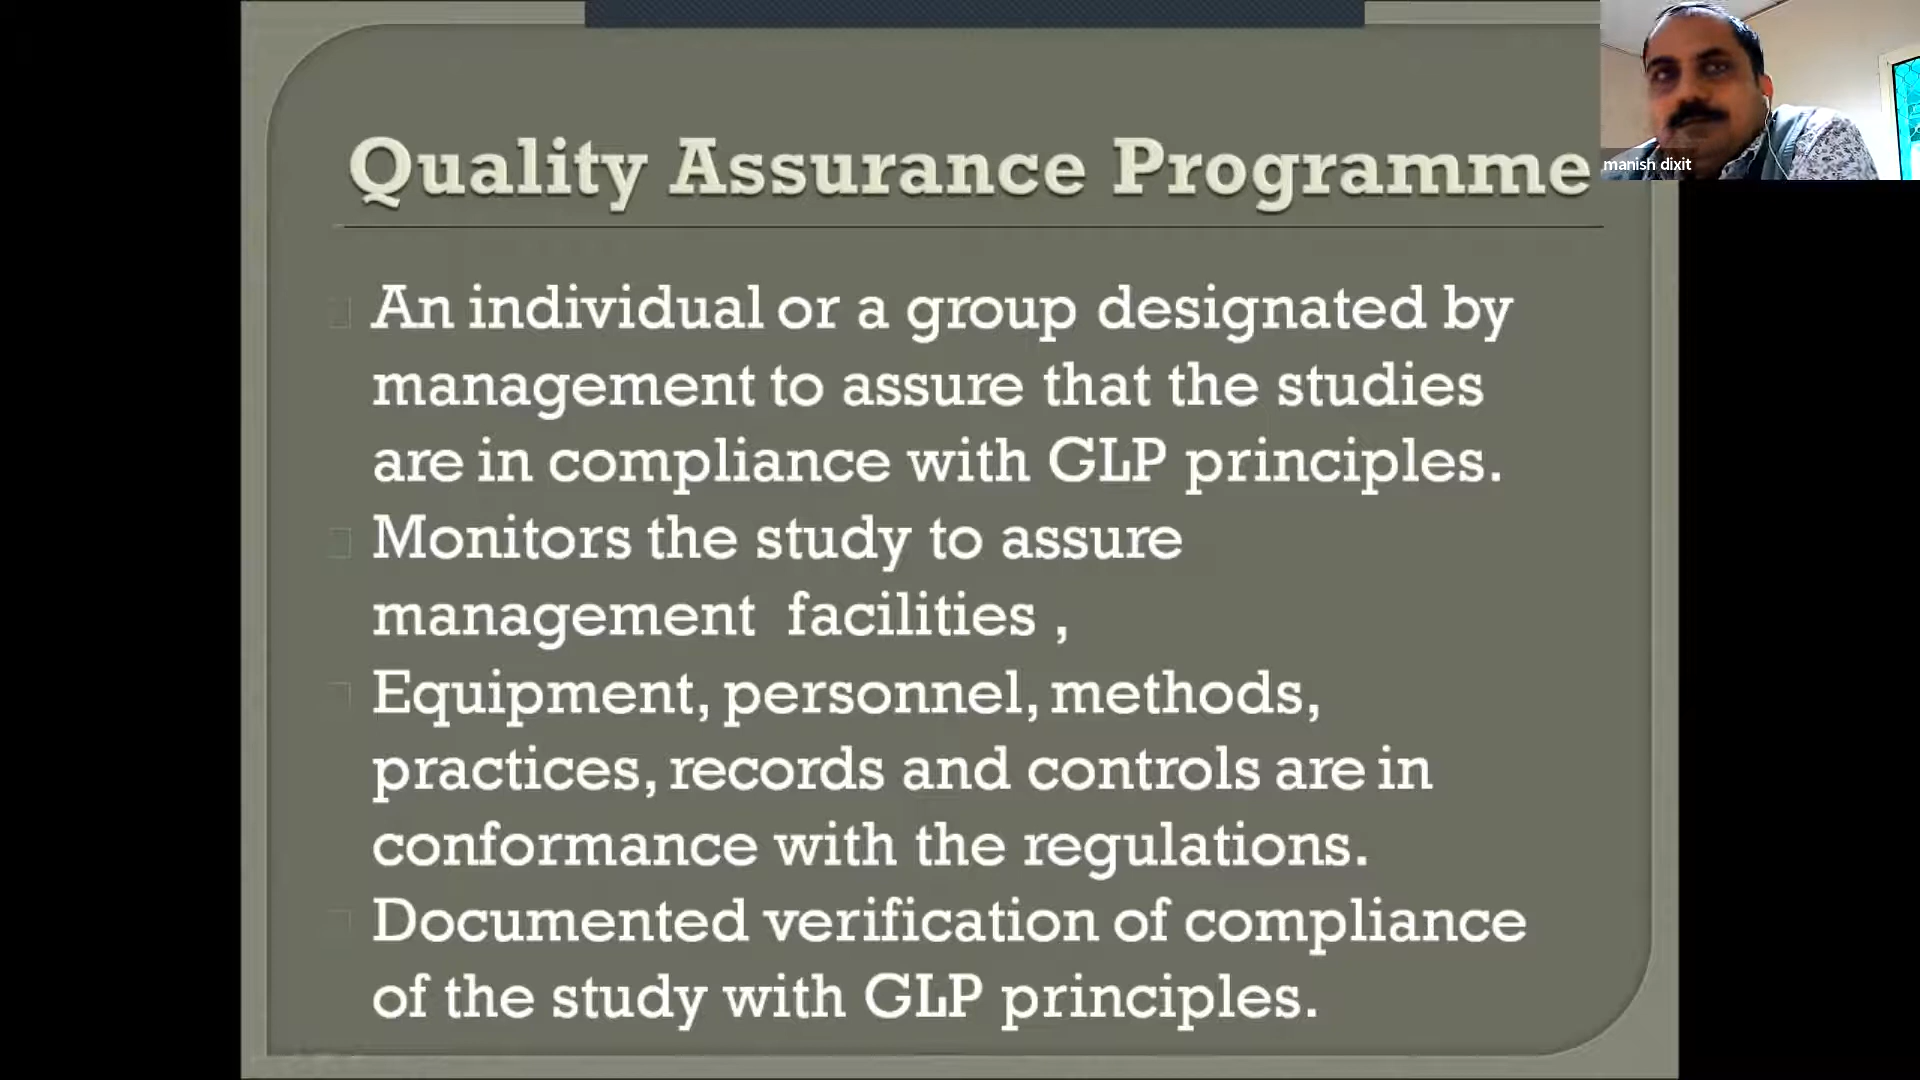 Quality Assurance Programme
An individual or a group designated by
management to assure that the studies
are in compliance with GLP principles.
Monitors the study to assure
management facilities ,
Equipment, personnel, methods,
practices, records and controls are in
conformance with the regulations.
Documented verification of compliance
of the study with GLP principles.
manish dixit